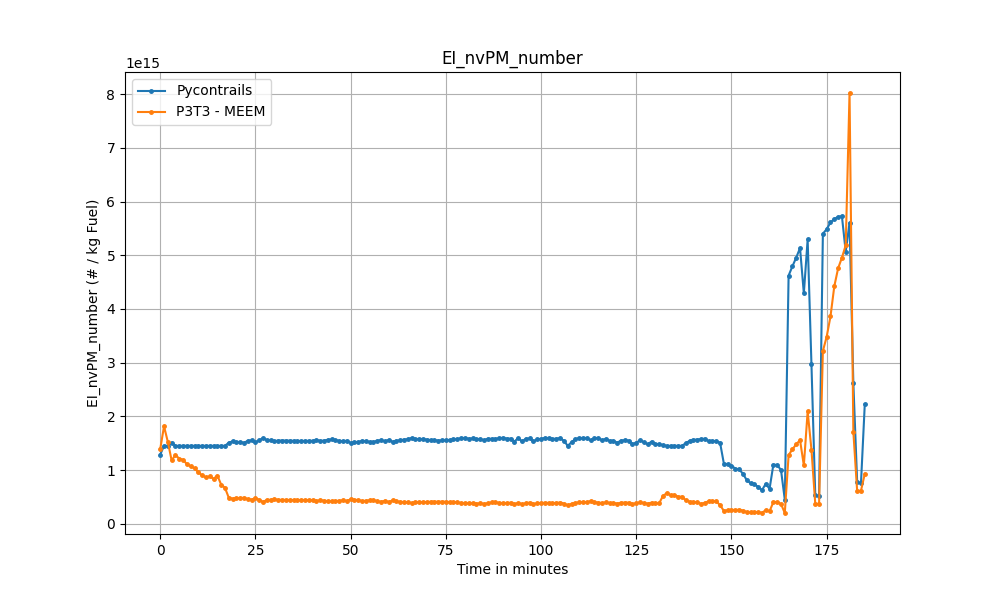 EI_nvPM_number
1e15
Pycontrails
P3T3 - MEEM
8
7
6
5
4
3
2
1
0
EI_nvPM_number (# / kg Fuel)
0 25 50 75 100 125 150 175
Time in minutes